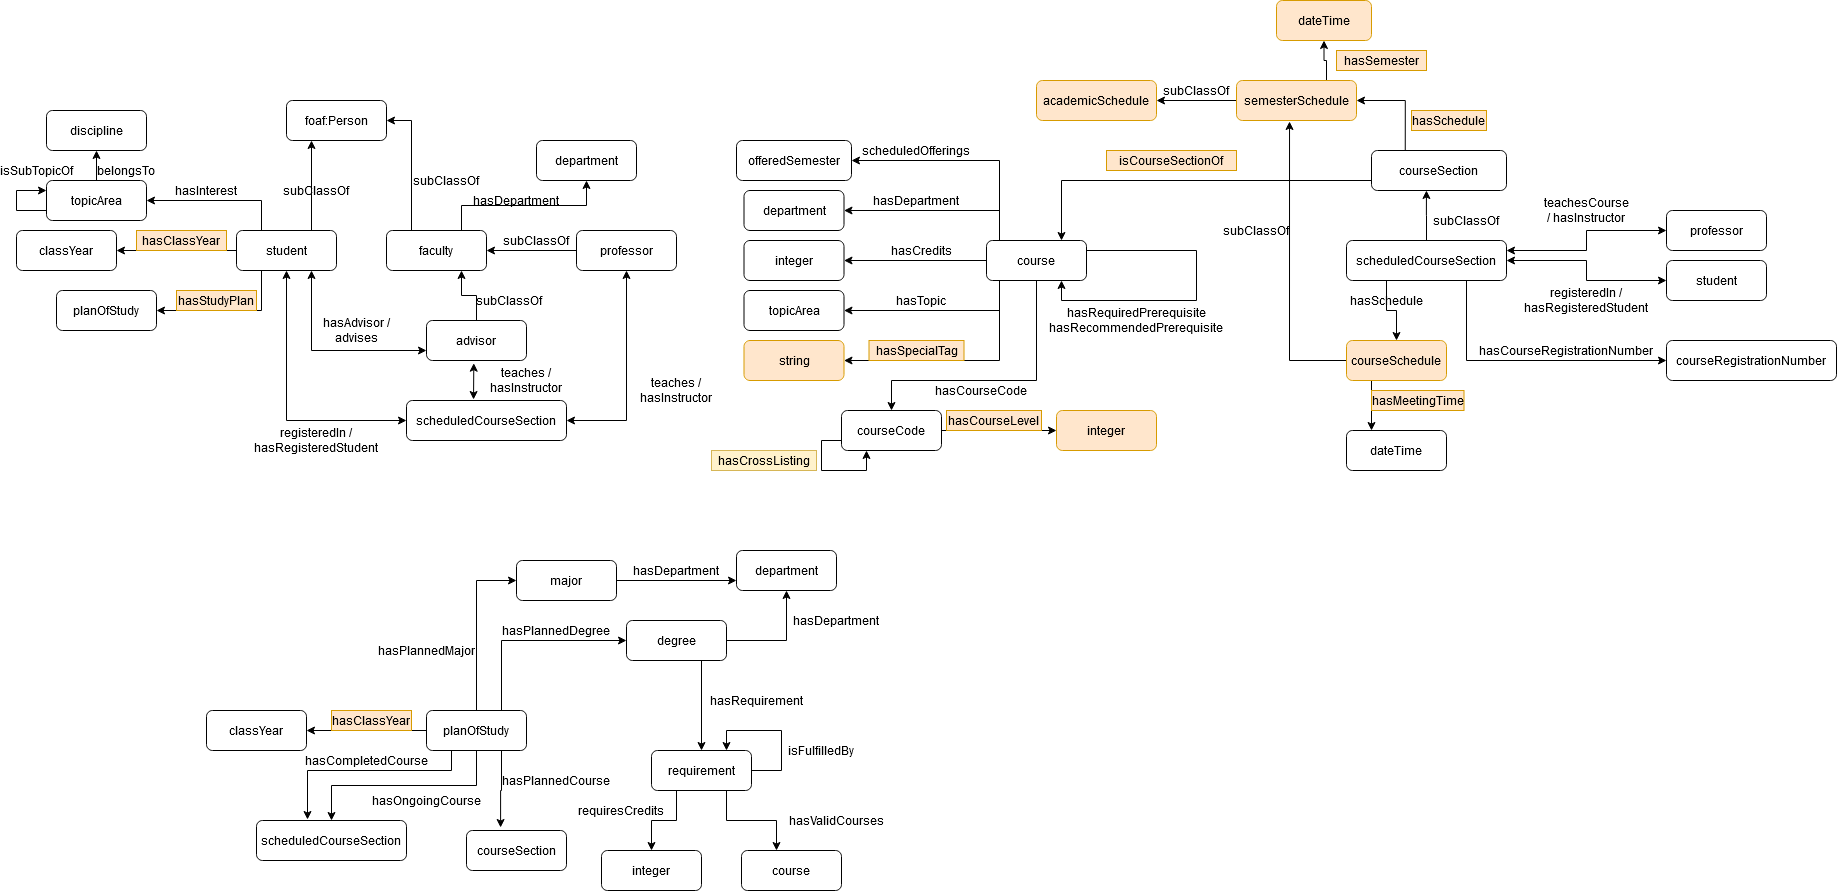 dateTime
hasSemester
academicSchedule
subClassOf
semesterSchedule
hasSchedule
discipline
foaf:Person
department
offeredSemester
scheduledOfferings
isCourseSectionOf
courseSection
isSubTopicOf
belongsTo
topicArea
hasInterest
subClassOf
subClassOf
hasDepartment
department
hasDepartment
subClassOf
subClassOf
teachesCourse
/ hasInstructor
professor
classYear
hasClassYear
student
faculty
subClassOf
professor
integer
hasCredits
course
scheduledCourseSection
student
registeredIn /
hasRegisteredStudent
planOfStudy
hasStudyPlan
subClassOf
topicArea
hasTopic
hasRequiredPrerequisite
hasRecommendedPrerequisite
hasSchedule
hasAdvisor /
advises
advisor
string
hasSpecialTag
courseSchedule
hasCourseRegistrationNumber
courseRegistrationNumber
teaches /
hasInstructor
teaches /
hasInstructor
hasCourseCode
hasMeetingTime
scheduledCourseSection
registeredIn /
hasRegisteredStudent
courseCode
hasCourseLevel
integer
hasCrossListing
dateTime
major
hasDepartment
department
hasPlannedDegree
degree
hasDepartment
hasPlannedMajor
hasRequirement
classYear
hasClassYear
planOfStudy
hasCompletedCourse
hasPlannedCourse
requirement
isFulfilledBy
hasOngoingCourse
requiresCredits
hasValidCourses
scheduledCourseSection
courseSection
integer
course